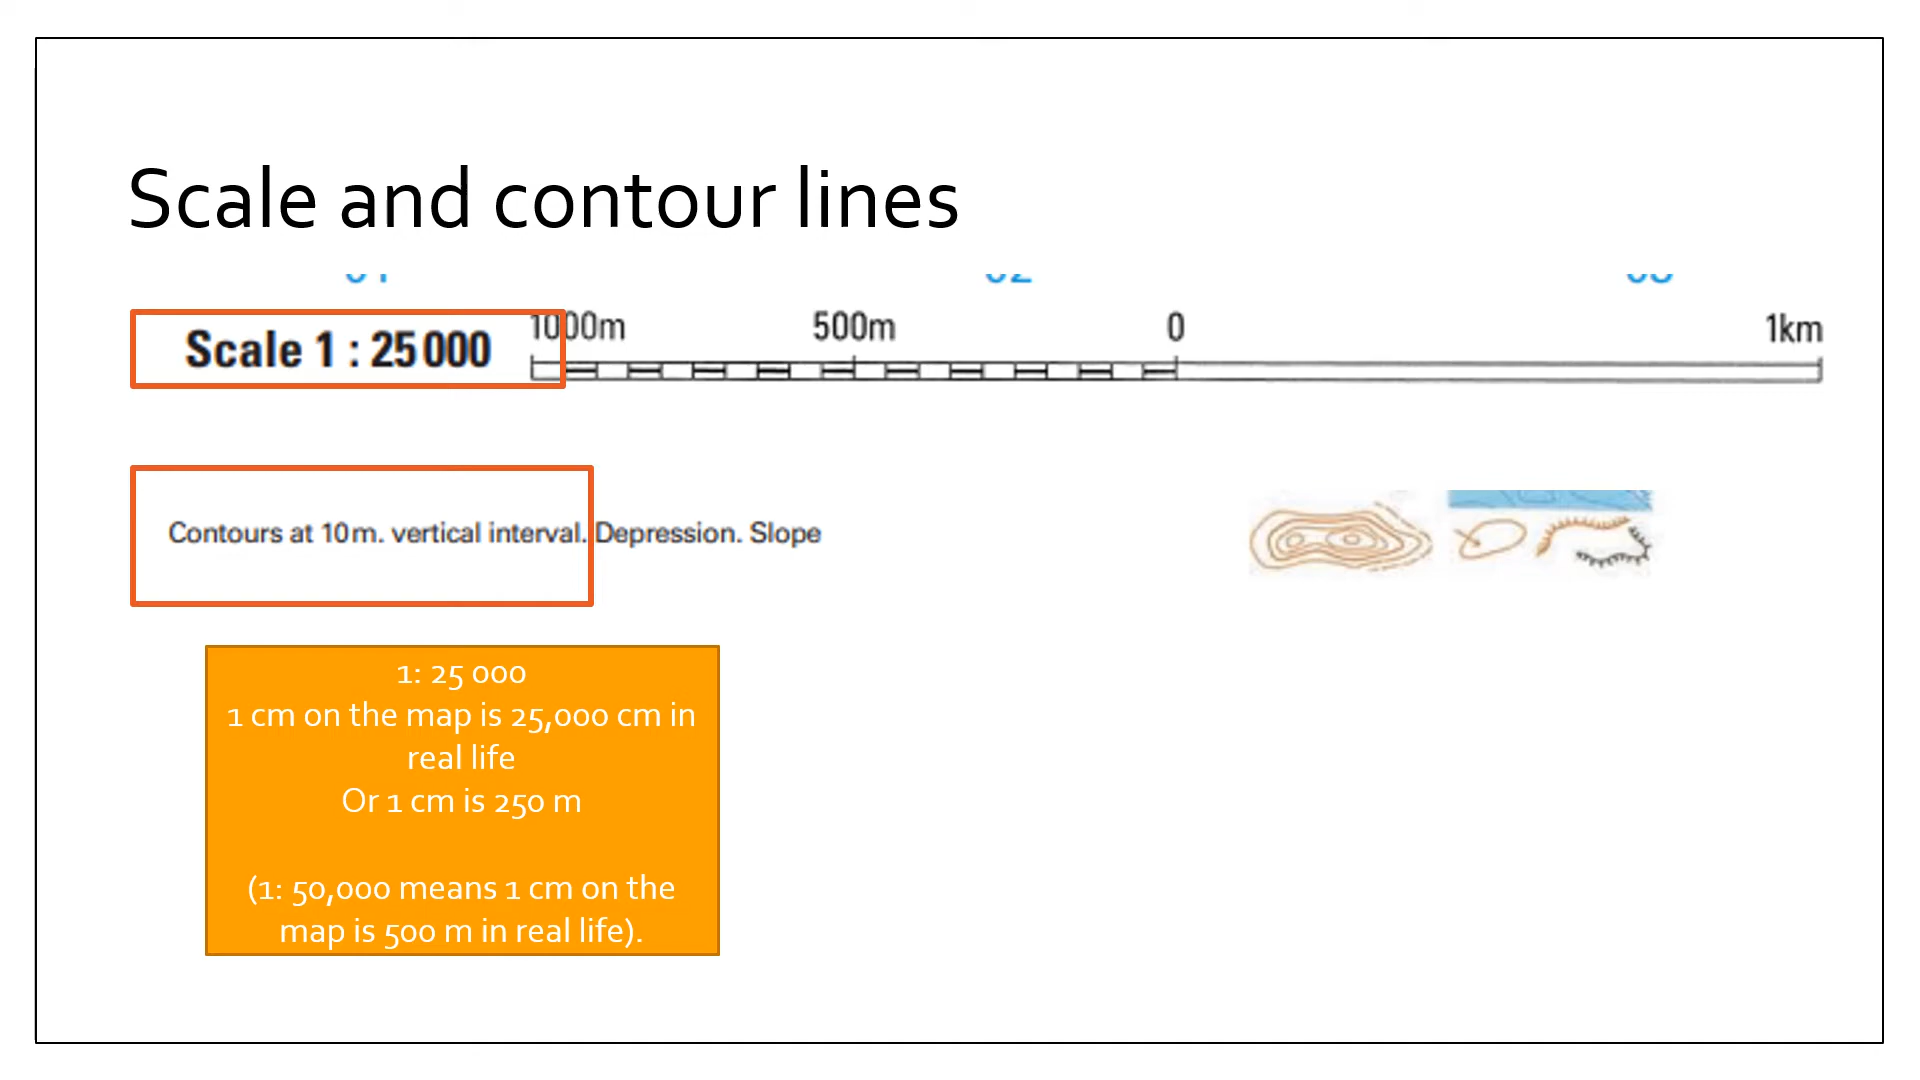 Scale and contour lines
Scale 1 : 25 000
1000m 500m 0 1km
Contours at 10m. vertical interval. Depression. Slope
1: 25 000
1 cm on the map is 25,000 cm in
real life
Or 1 cm is 250 m
(1: 50,000 means 1 cm on the
map is 500 m in real life).